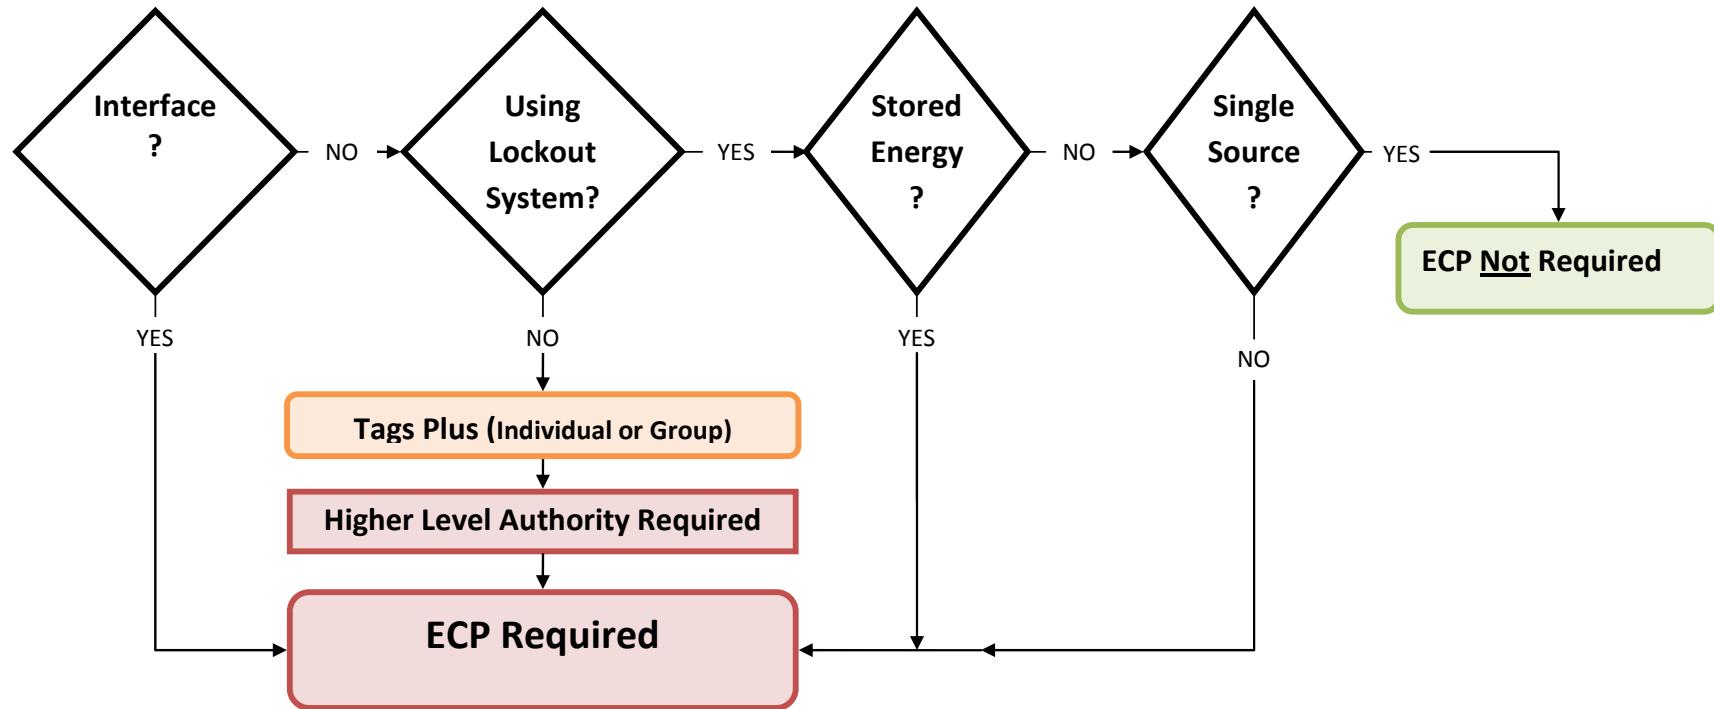 Interface
?
NO
Using
Lockout
System?
YES
Stored
Energy
?
NO
Single
Source
?
YES
ECP Not Required
YES
NO
YES
NO
Tags Plus (Individual or Group)
Higher Level Authority Required
ECP Required